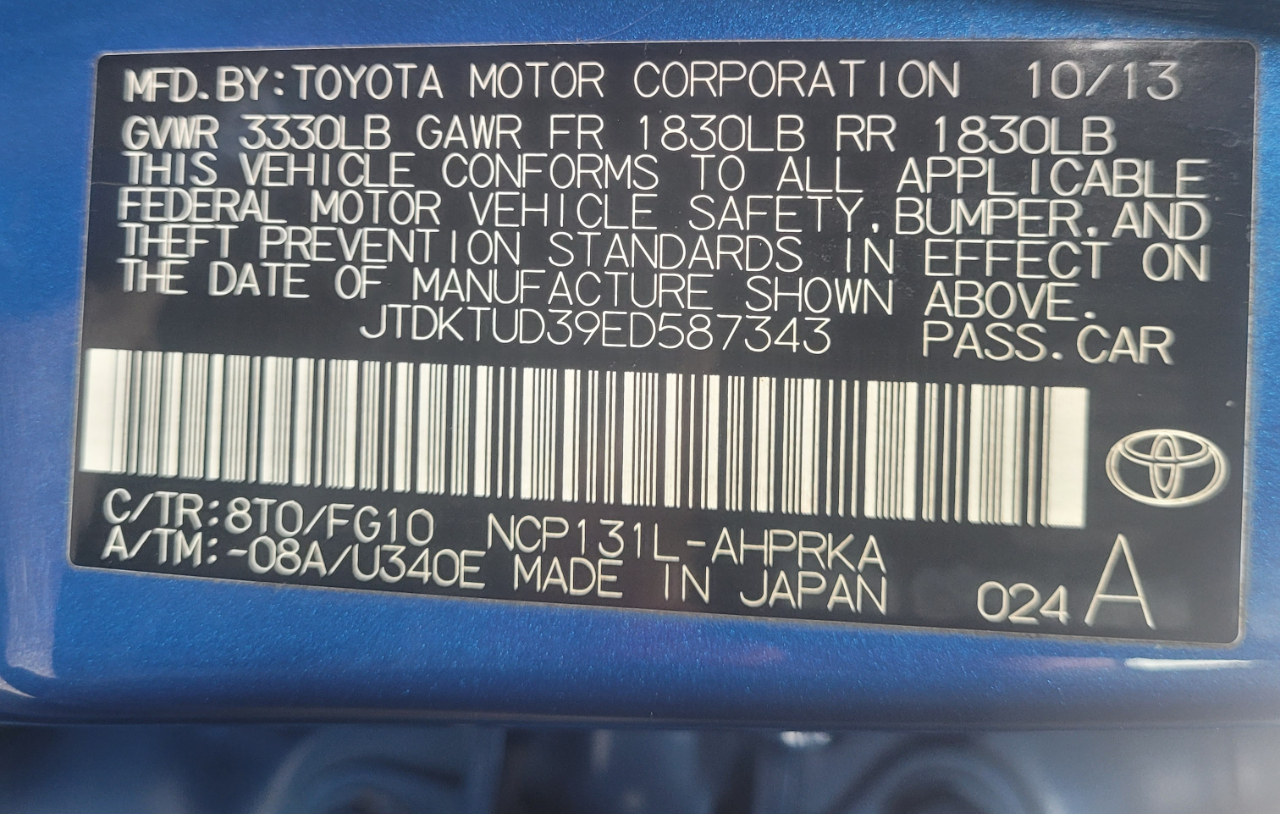 MFD. BY: TOYOTA MOTOR CORPORATION 10/13
GVWR 3330LB GAWR FR 1830LB RR 1830LB
THIS VEHICLE CONFORMS TO ALL APPLICABLE
FEDERAL MOTOR VEHICLE SAFETY, BUMPER, AND
THEFT PREVENTION STANDARDS IN EFFECT ON
THE DATE OF MANUFACTURE SHOWN ABOVE.
JTDKTUD39ED587343 PASS. CAR
C/TR: 8T0/FG10 NCP131L-AHPRKA
A/TM: -08A/U340E MADE IN JAPAN 024 A